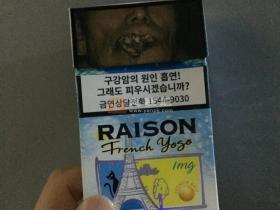 구강암의 원인 흡연!
그래도 피우시겠습니까?
금연상담전화 1544-9030
RAISON
French Yogo
1mg